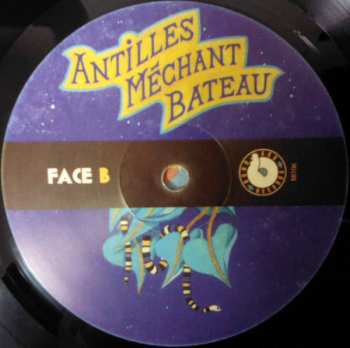 ANTILLES
MÉCHANT
BATEAU
FACE B